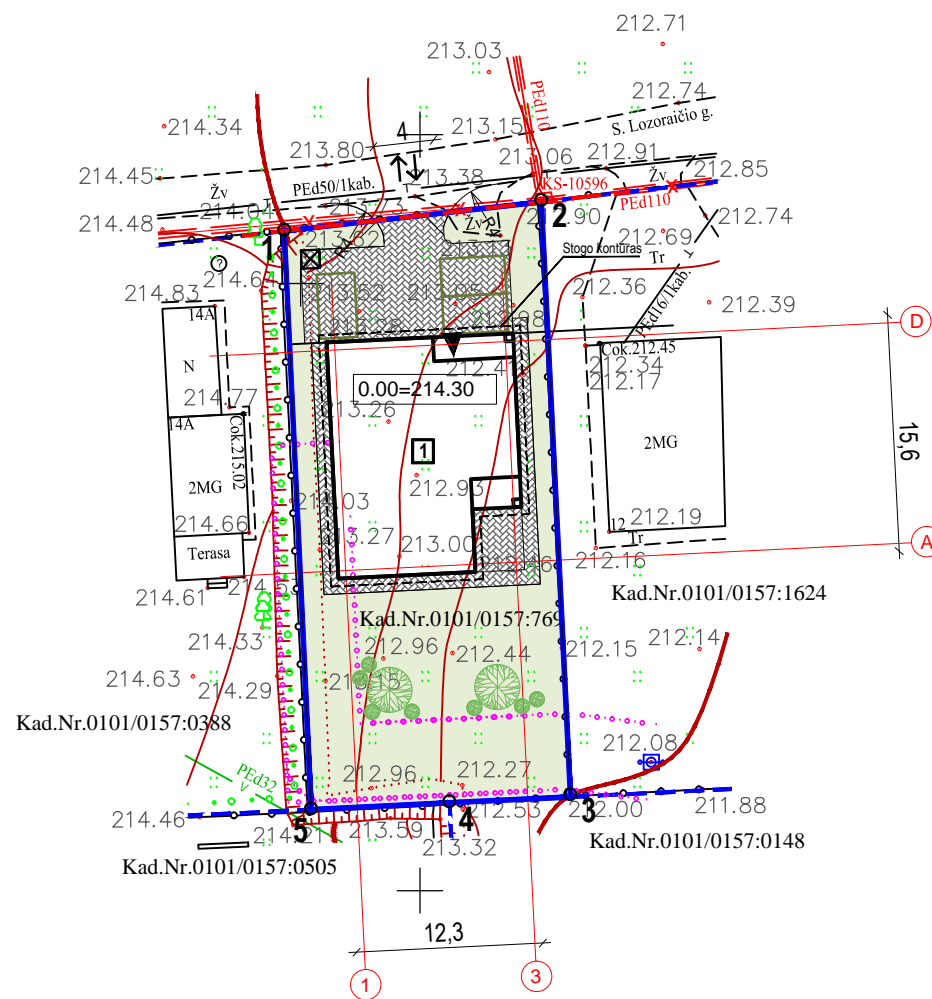 212.71
213.03
212.74
PEd110
S. Lozoraičio g.
214.34
4
213.15
213.80
213.06
212.91
Žv
212.85
214.45
Žv
PEd50/1kab.
213.38
KS-10596
PEd110
2
214.48
214.04
1
R4
Žv
R4
212.74
212.69
Tr
Stogo kontūras
?
214.64
214.83
14A
212.36
212.39
PEd16/1kab.
D
N
Cok.212.45
212.34
212.17
0.00=214.30
214.77
213.26
14A
Cok.215.02
1
2MG
15,6
2MG
212.93
214.03
214.66
12
212.19
Tr
213.27
213.00
Terasa
212.16
A
214.61
Kad.Nr.0101/0157:1624
Kad.Nr.0101/0157:769
214.33
212.96
212.44
212.15
212.14
214.63
214.29
Kad.Nr.0101/0157:0388
212.08
PEd32
V
212.96
212.27
3
211.88
214.46
5
4
212.53
212.00
214.21
213.59
213.32
Kad.Nr.0101/0157:0148
Kad.Nr.0101/0157:0505
12,3
1
3